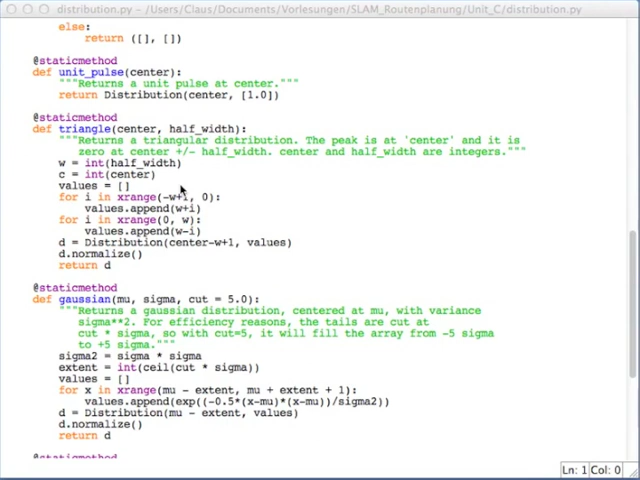 distribution.py - /Users/Claus/Documents/Vorlesungen/SLAM_Routenplanung/Unit_C/distribution.py
else:
return ([], [])
@staticmethod
def unit_pulse(center):
"""Returns a unit pulse at center."""
return Distribution(center, [1.0])
@staticmethod
def triangle(center, half_width):
"""Returns a triangular distribution. The peak is at 'center' and it is
zero at center +/- half_width. center and half_width are integers."""
w = int(half_width)
c = int(center)
values = []
for i in xrange(-w+1, 0):
values.append(w+i)
for i in xrange(0, w):
values.append(w-i)
d = Distribution(center-w+1, values)
d.normalize()
return d
@staticmethod
def gaussian(mu, sigma, cut = 5.0):
"""Returns a gaussian distribution, centered at mu, with variance
sigma**2. For efficiency reasons, the tails are cut at
cut * sigma, so with cut=5, it will fill the array from -5 sigma
to +5 sigma."""
sigma2 = sigma * sigma
extent = int(ceil(cut * sigma))
values = []
for x in xrange(mu - extent, mu + extent + 1):
values.append(exp((-0.5*(x-mu)*(x-mu))/sigma2))
d = Distribution(mu - extent, values)
d.normalize()
return d
@staticmethod
Ln: 1 Col: 0